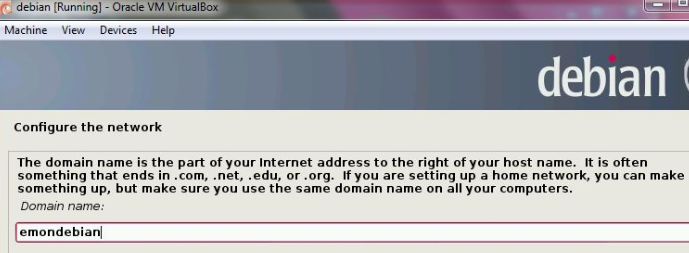 debian [Running] - Oracle VM VirtualBox
Machine View Devices Help
debian
Configure the network
The domain name is the part of your Internet address to the right of your host name. It is often
something that ends in .com, .net, .edu, or .org. If you are setting up a home network, you can make
something up, but make sure you use the same domain name on all your computers.
Domain name:
emondebian